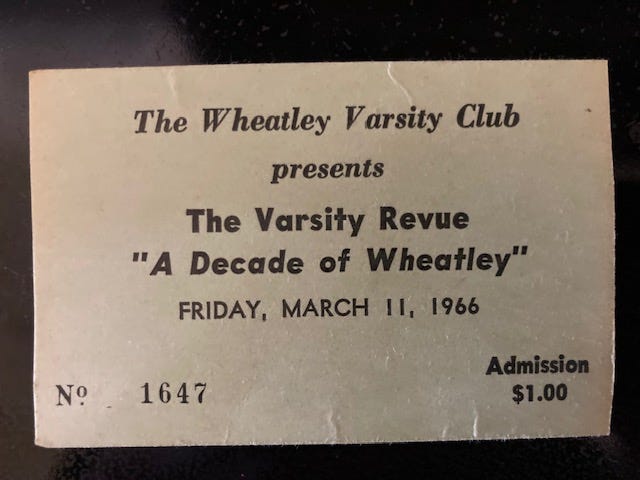 The Wheatley Varsity Club
presents
The Varsity Revue
"A Decade of Wheatley"
FRIDAY, MARCH 11, 1966
Admission
Nº 1647 $1.00